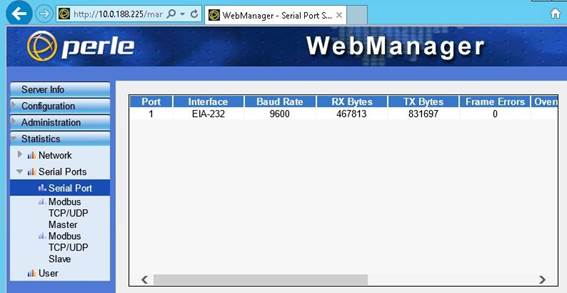 http://10.0.188.225/mar
WebManager - Serial Port S...
perle
WebManager
Server Info
Configuration
Administration
Statistics
Network
Serial Ports
Serial Port
Modbus
TCP/UDP
Master
Modbus
TCP/UDP
Slave
User
Port Interface Baud Rate RX Bytes TX Bytes Frame Errors Overr
1 EIA-232 9600 467813 831697 0